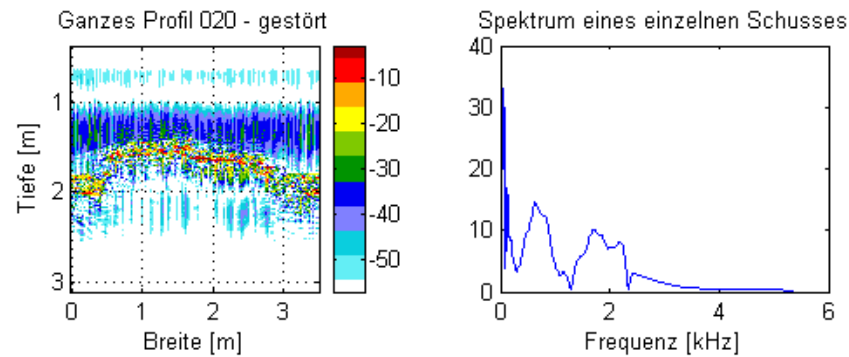 Ganzes Profil 020 - gestört
Tiefe [m]
1
2
3
0 1 2 3
Breite [m]
-10
-20
-30
-40
-50
Spektrum eines einzelnen Schusses
40
30
20
10
0
0 2 4 6
Frequenz [kHz]